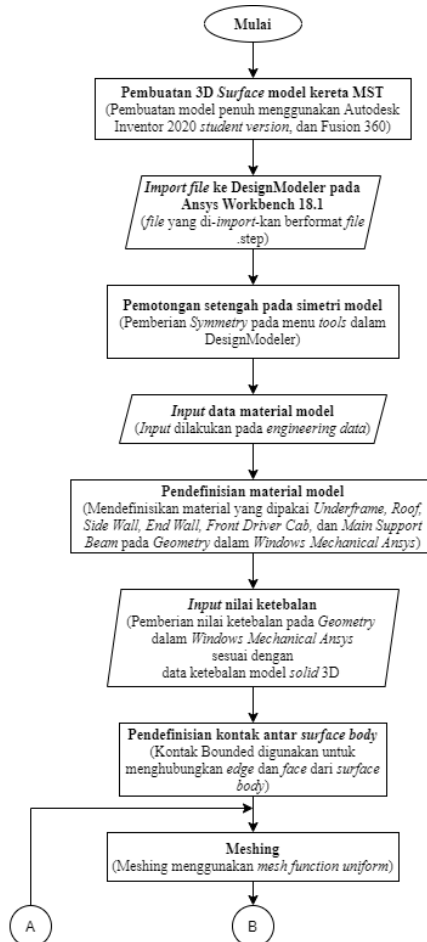 Mulai
Pembuatan 3D Surface model kereta MST
(Pembuatan model penuh menggunakan Autodesk
Inventor 2020 student version, dan Fusion 360)
Import file ke DesignModeler pada
Ansys Workbench 18.1
(file yang di-import-kan berformat file
.step)
Pemotongan setengah pada simetri model
(Pemberian Symmetry pada menu tools dalam
DesignModeler)
Input data material model
(Input dilakukan pada engineering data)
Pendefinisian material model
(Mendefinisikan material yang dipakai Underframe, Roof,
Side Wall, End Wall, Front Driver Cab, dan Main Support
Beam pada Geometry dalam Windows Mechanical Ansys)
Input nilai ketebalan
(Pemberian nilai ketebalan pada Geometry
dalam Windows Mechanical Ansys
sesuai dengan
data ketebalan model solid 3D
Pendefinisian kontak antar surface body
(Kontak Bounded digunakan untuk
menghubungkan edge dan face dari surface
body)
Meshing
(Meshing menggunakan mesh function uniform)
A
B